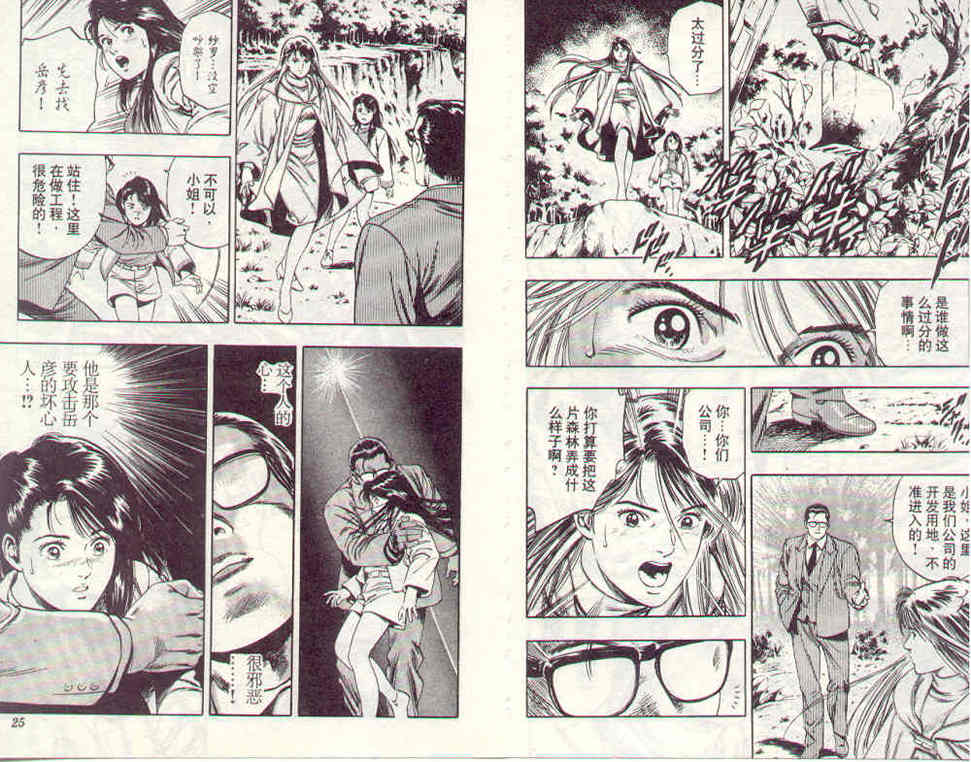 太
过
分
了
…
ギギギ
ギギ
是谁做这
么过分的
事情啊…
小姐，这里
是我们公司的
开发用地，不
准进入的！
你…你们
公司…！
你打算要把这
片森林弄成什
么样子啊？
纱罗…没空
吵架了！
先去找
岳彦！
不可以，
小姐！
站住！这里
在做工程，
很危险的！
这个人的
心…
很邪恶
……！
他是那个
要攻击岳
彦的坏心
人…!?
25